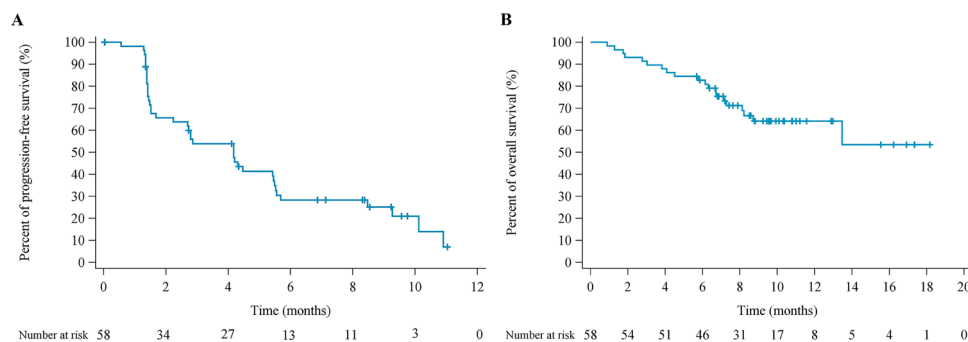 A
Percent of progression-free survival (%)
100
90
80
70
60
50
40
30
20
10
0
0 2 4 6 8 10 12
Time (months)
Number at risk 58 34 27 13 11 3 0
B
Percent of overall survival (%)
100
90
80
70
60
50
40
30
20
10
0
0 2 4 6 8 10 12 14 16 18 20
Time (months)
Number at risk 58 54 51 46 31 17 8 5 4 1 0